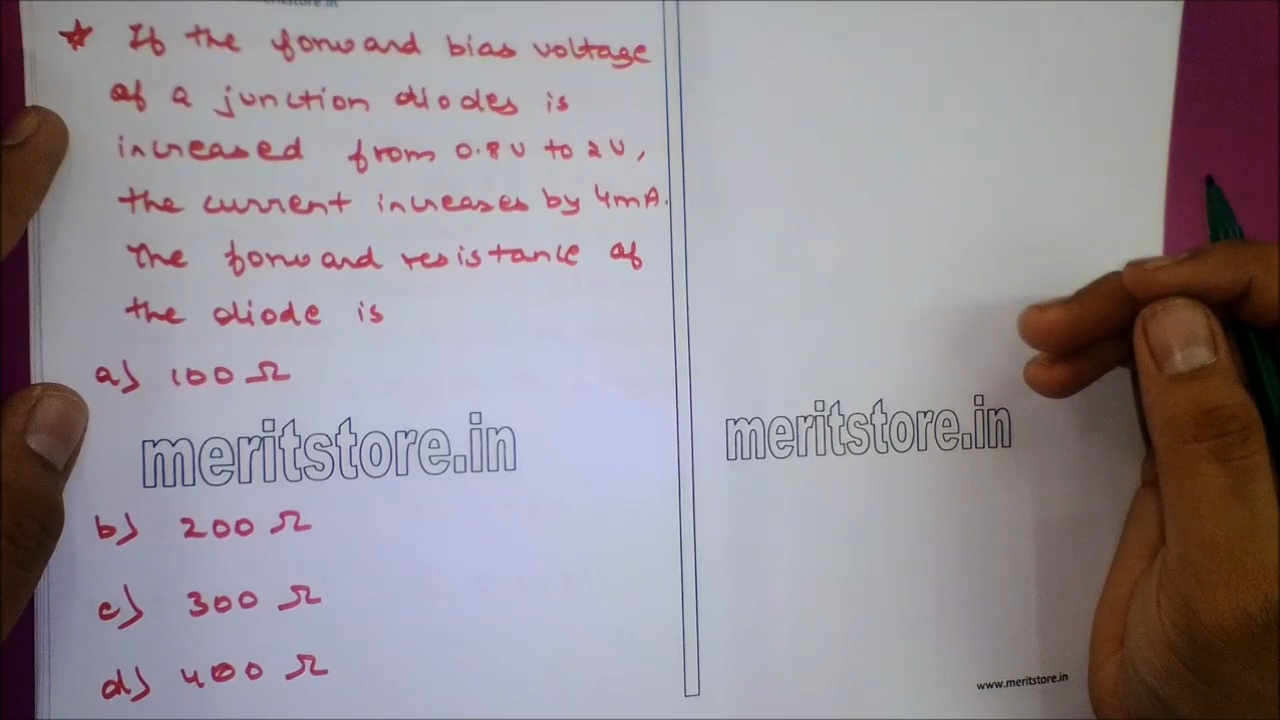 ★ If the forward bias voltage
of a junction diodes is
increased from 0.8V to 2V,
the current increases by 4mA.
The forward resistance of
the diode is
a) 100 Ω
meritstore.in
b) 200 Ω
c) 300 Ω
d) 400 Ω
meritstore.in
www.meritstore.in